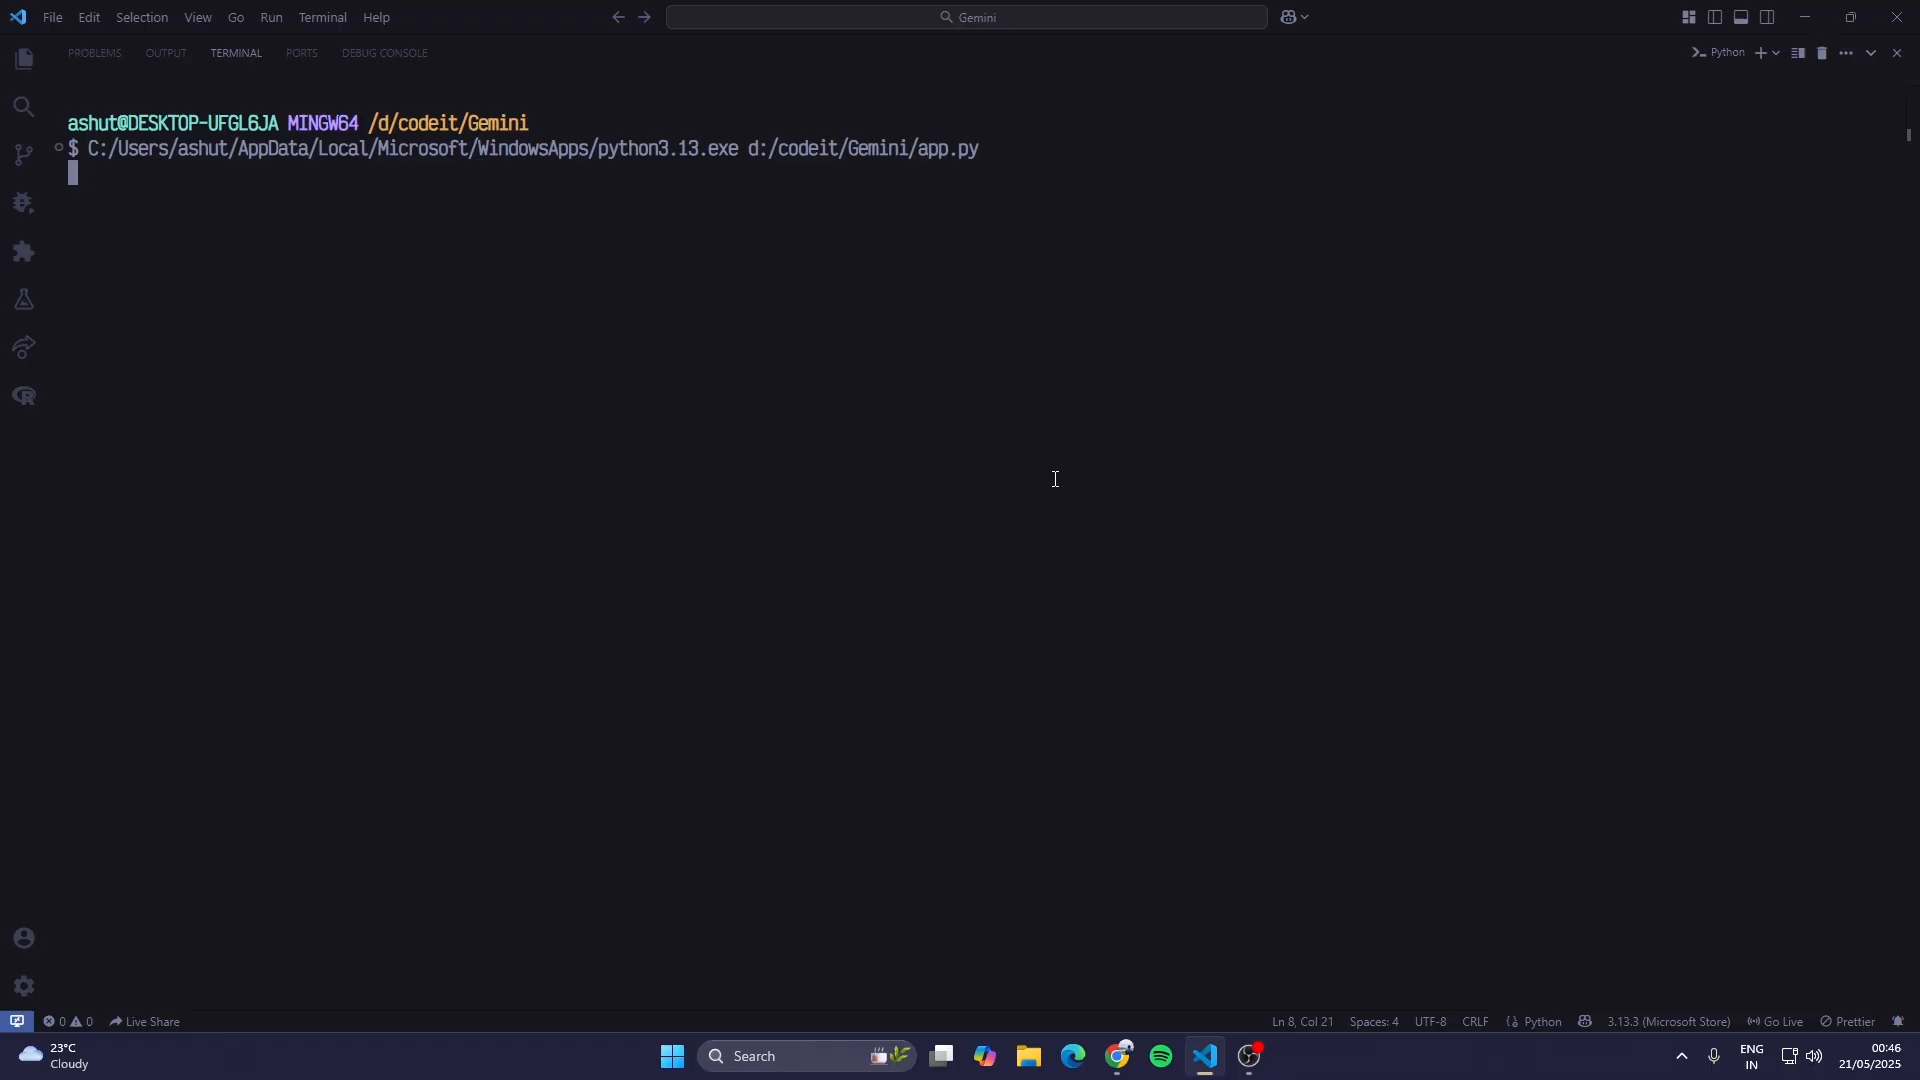 File Edit Selection View Go Run Terminal Help
Gemini
PROBLEMS OUTPUT TERMINAL PORTS DEBUG CONSOLE
Python
ashut@DESKTOP-UFGL6JA MINGW64 /d/codeit/Gemini
$ C:/Users/ashut/AppData/Local/Microsoft/WindowsApps/python3.13.exe d:/codeit/Gemini/app.py
0 0 Live Share
Ln 8, Col 21 Spaces: 4 UTF-8 CRLF Python 3.13.3 (Microsoft Store) Go Live Prettier
23°C
Cloudy
Search
ENG
IN
00:46
21/05/2025